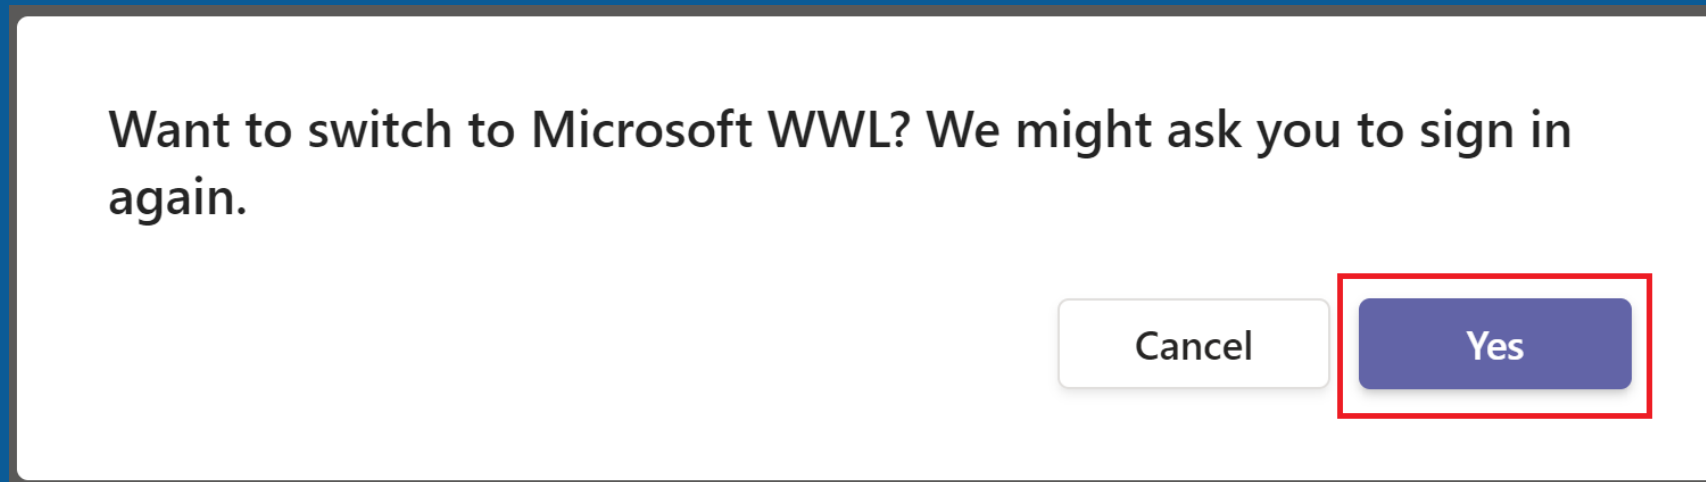 Want to switch to Microsoft WWL? We might ask you to sign in
again.
Cancel
Yes